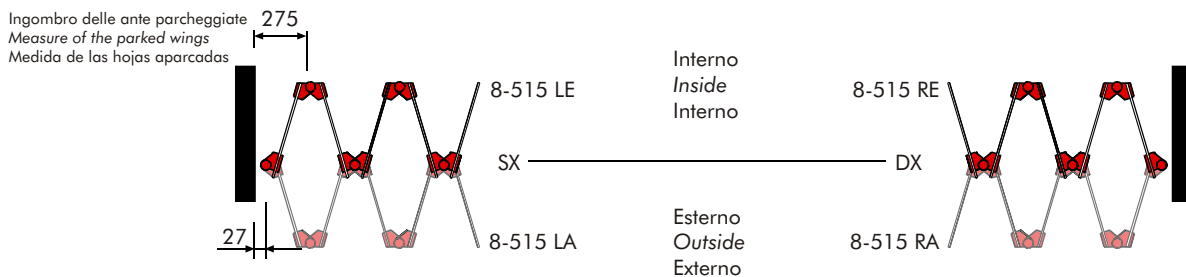 Ingombro delle ante parcheggiate
Measure of the parked wings
Medida de las hojas aparcadas
275
Interno
Inside
Interno
8-515 LE
8-515 RE
SX
DX
27
8-515 LA
Esterno
Outside
Externo
8-515 RA